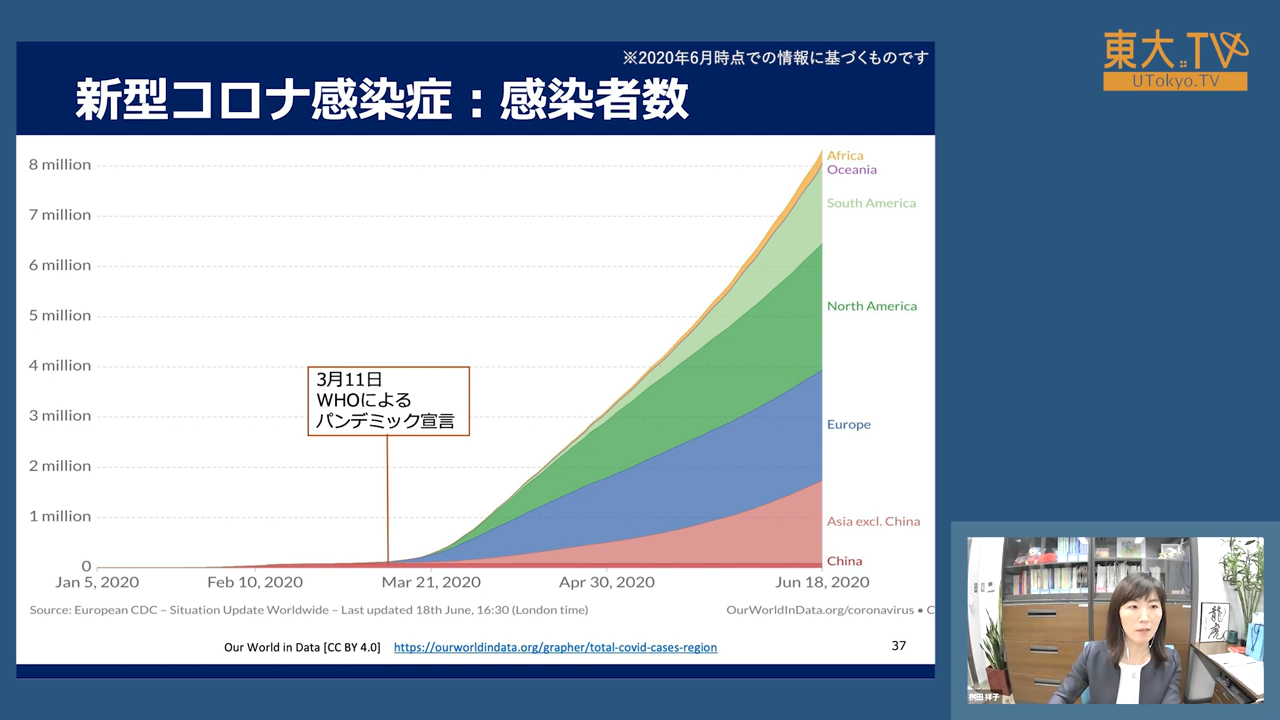 ※2020年6月時点での情報に基づくものです
新型コロナ感染症：感染者数
東大.TV
UTokyo.TV
8 million
7 million
6 million
5 million
4 million
3 million
2 million
1 million
0
3月11日
WHOによる
パンデミック宣言
Africa
Oceania
South America
North America
Europe
Asia excl. China
China
Jan 5, 2020
Feb 10, 2020
Mar 21, 2020
Apr 30, 2020
Jun 18, 2020
Source: European CDC – Situation Update Worldwide – Last updated 18th June, 16:30 (London time)
OurWorldInData.org/coronavirus • C
Our World in Data [CC BY 4.0] https://ourworldindata.org/grapher/total-covid-cases-region
37
祥子